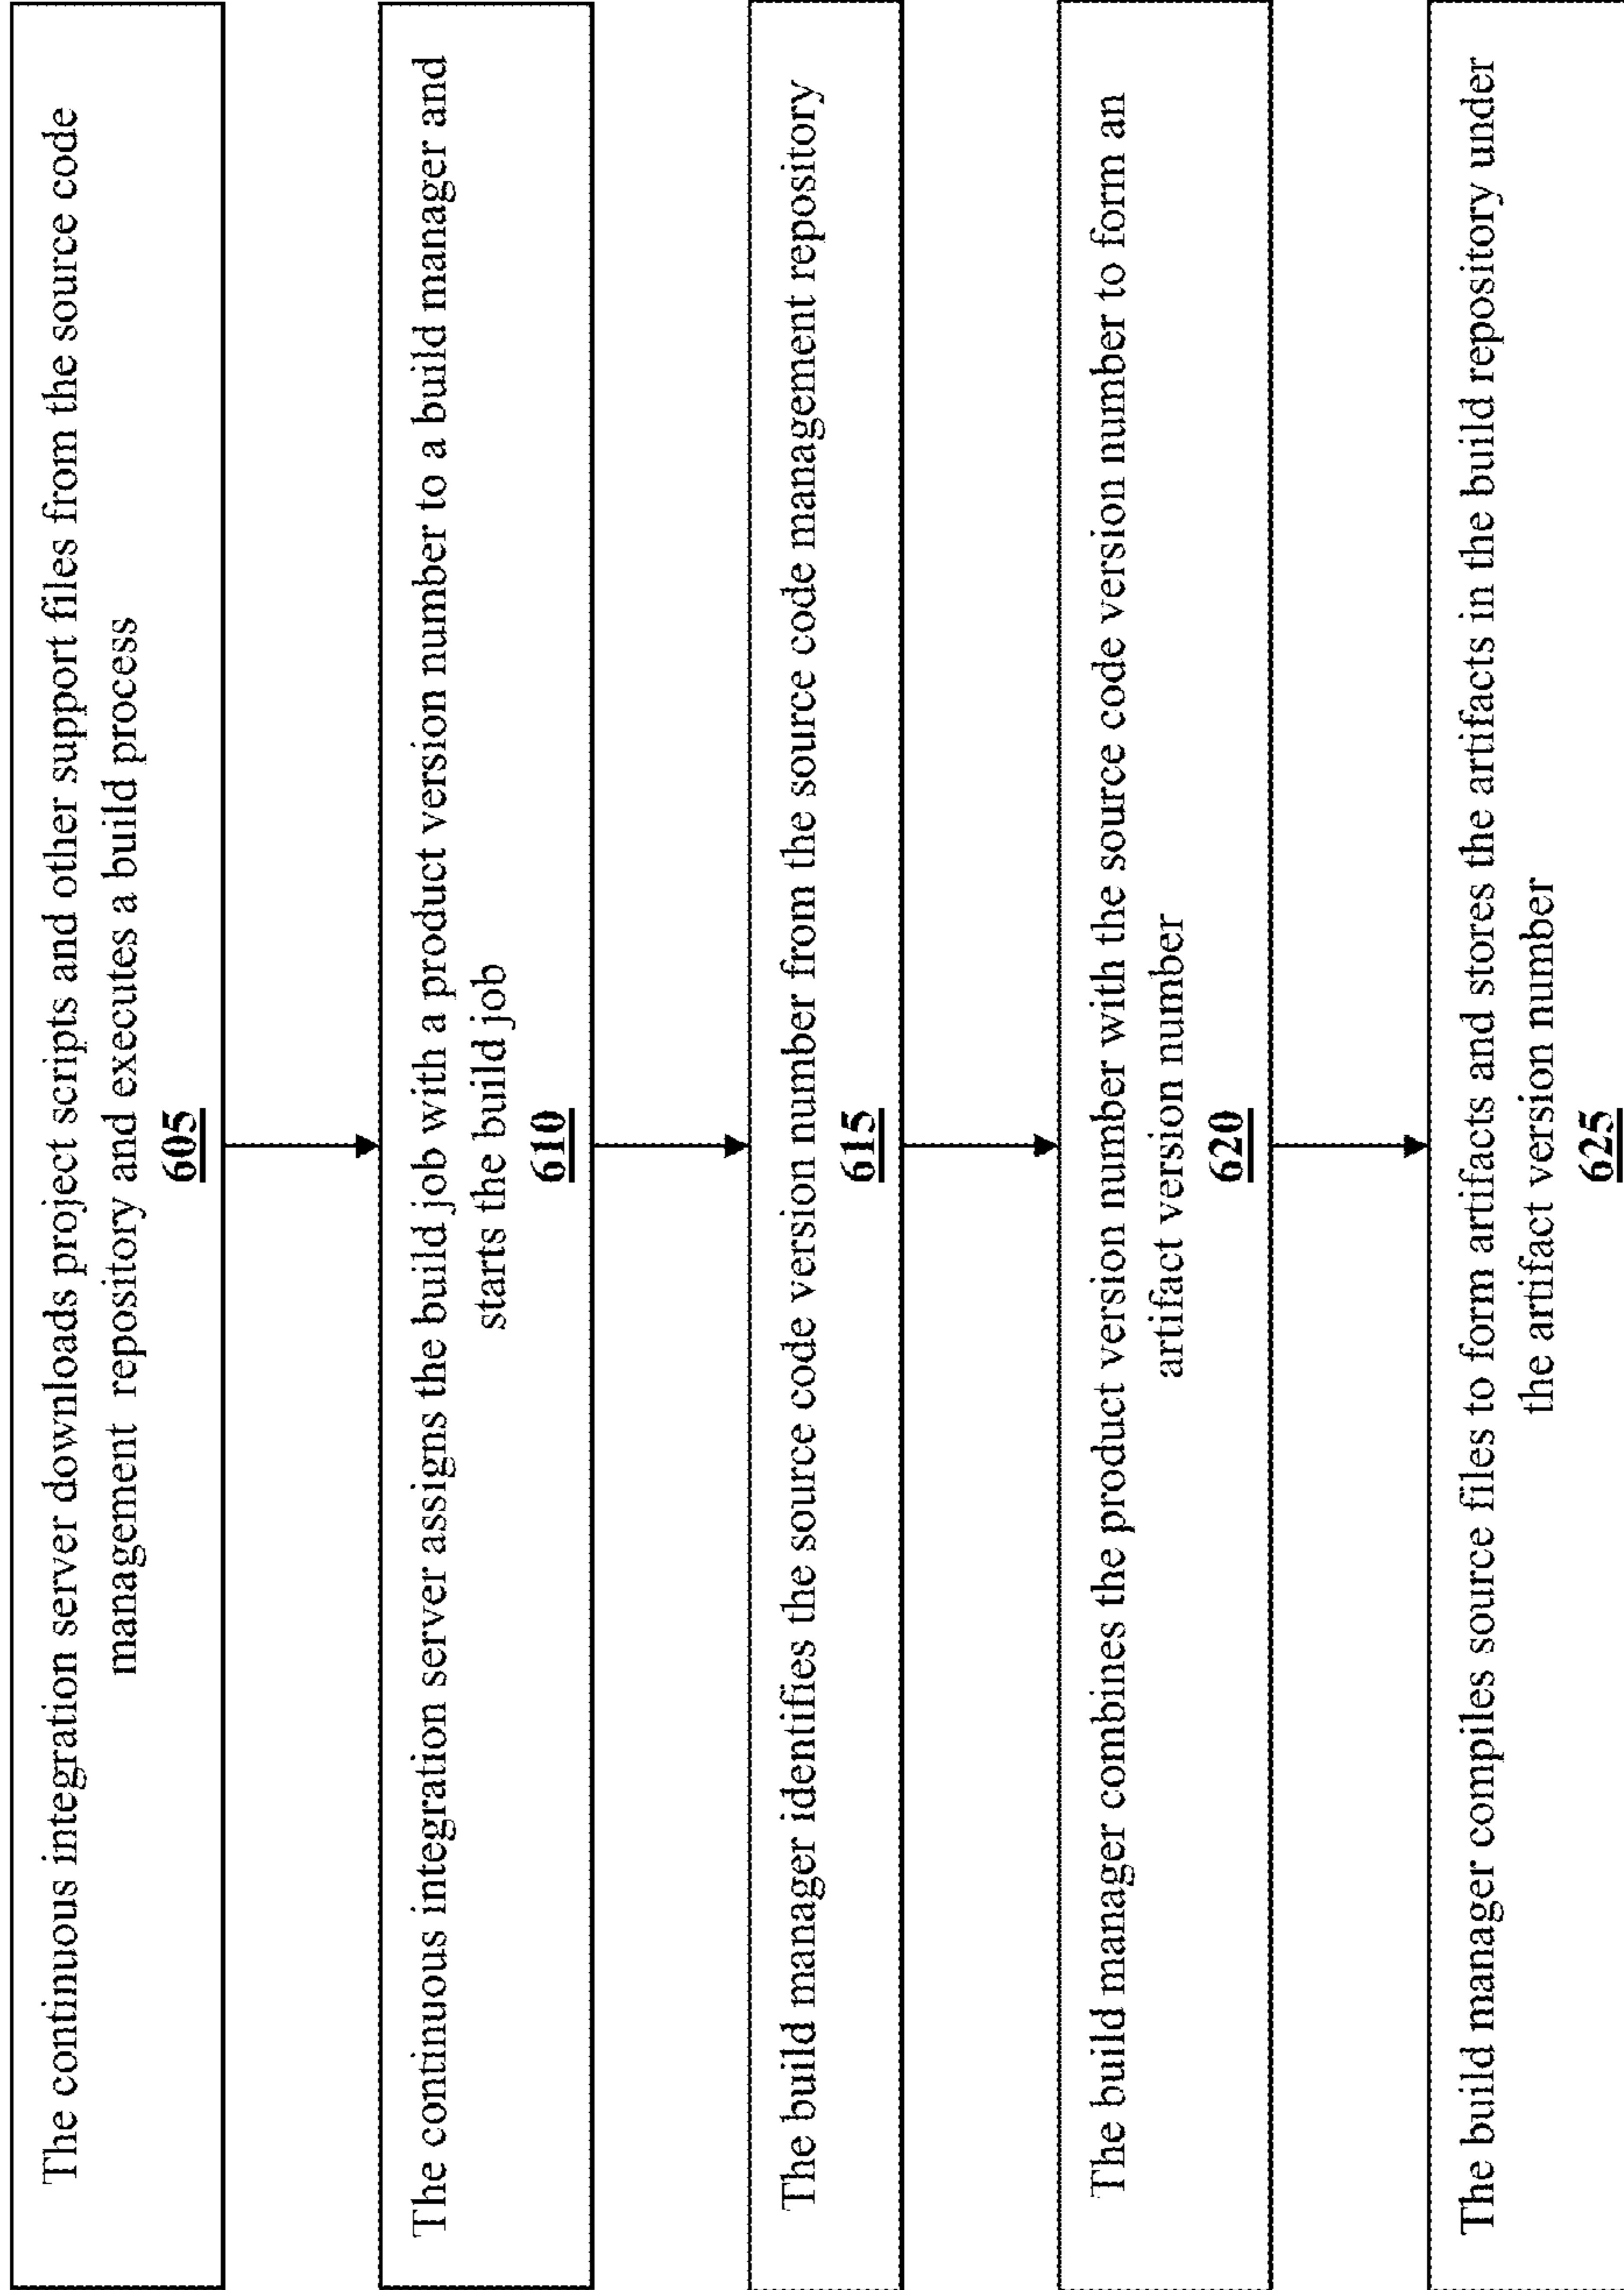 The continuous integration server downloads project scripts and other support files from the source code
management repository and executes a build process
605
The continuous integration server assigns the build job with a product version number to a build manager and
starts the build job
610
The build manager identifies the source code version number from the source code management repository
615
The build manager combines the product version number with the source code version number to form an
artifact version number
620
The build manager compiles source files to form artifacts and stores the artifacts in the build repository under
the artifact version number
625